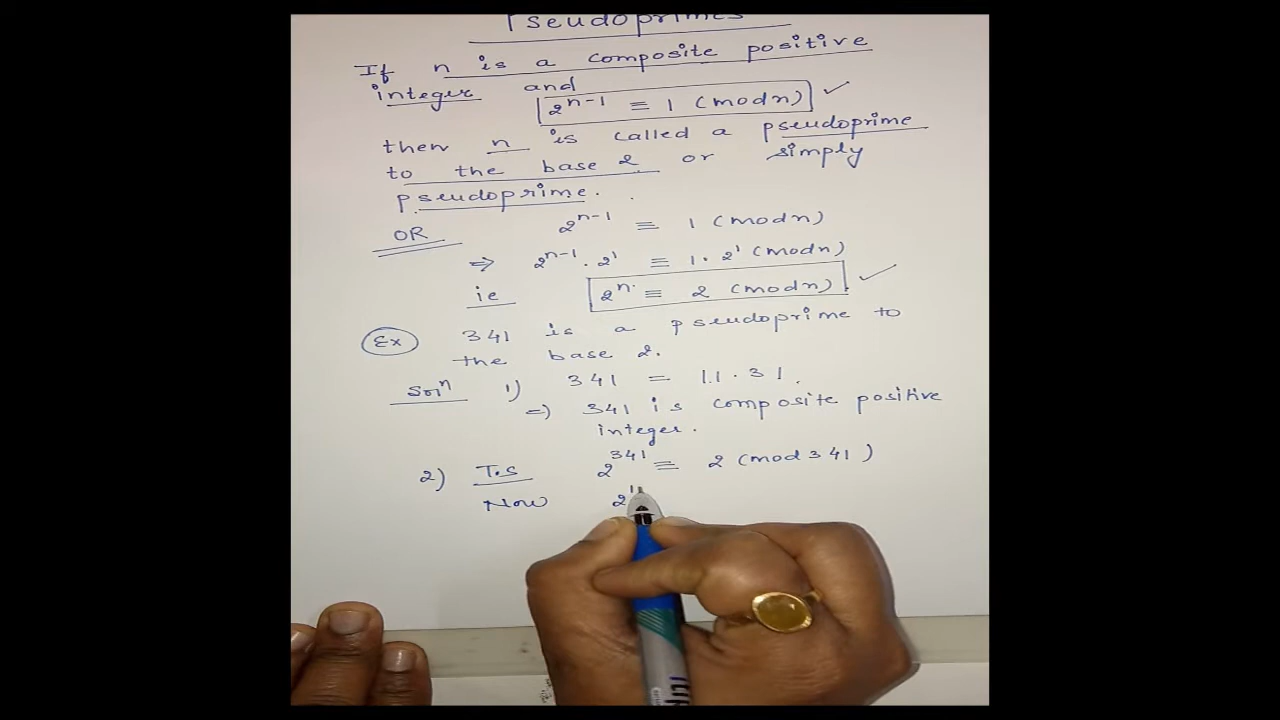 Pseudoprimes
If n is a composite positive
integer and
2^{n-1} ≡ 1 (mod n) ✓
then n is called a pseudoprime
to the base 2 or simply
pseudoprime.
OR 2^{n-1} ≡ 1 (mod n)
⇒ 2^{n-1} · 2^1 ≡ 1 · 2^1 (mod n)
ie 2^n ≡ 2 (mod n) ✓
Ex 341 is a pseudoprime to
the base 2.
Sol^n 1) 341 = 11 · 31.
⇒ 341 is composite positive
integer.
2) T.S 2^{341} ≡ 2 (mod 341)
Now 2^{11}